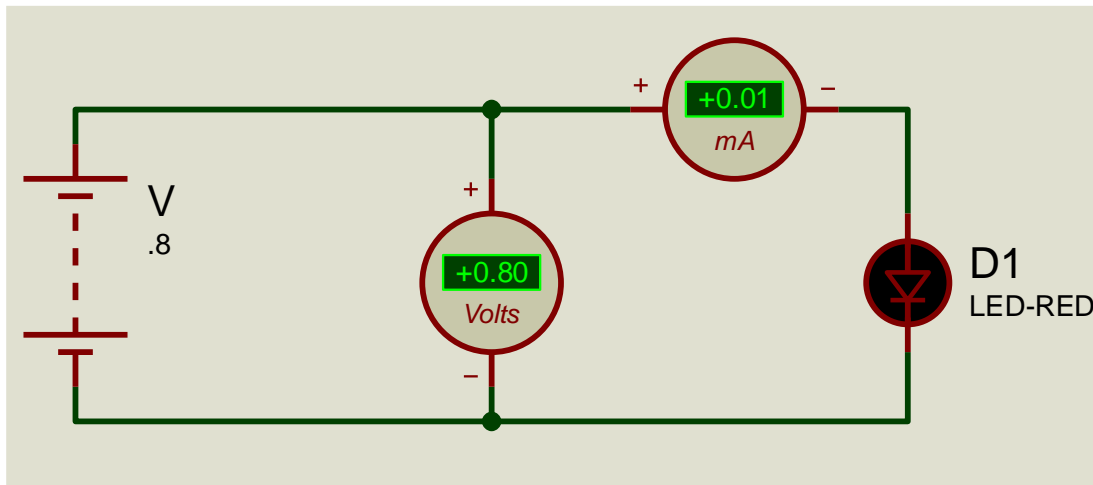 + +0.01 −
mA
V
.8
+
+0.80
Volts
−
D1
LED-RED